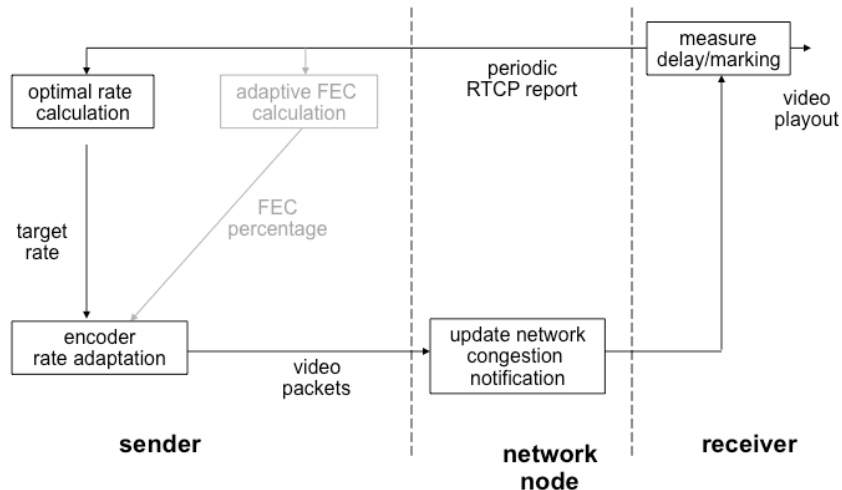 measure
delay/marking
periodic
RTCP report
video
playout
optimal rate
calculation
adaptive FEC
calculation
FEC
percentage
target
rate
encoder
rate adaptation
video
packets
update network
congestion
notification
sender
network
node
receiver